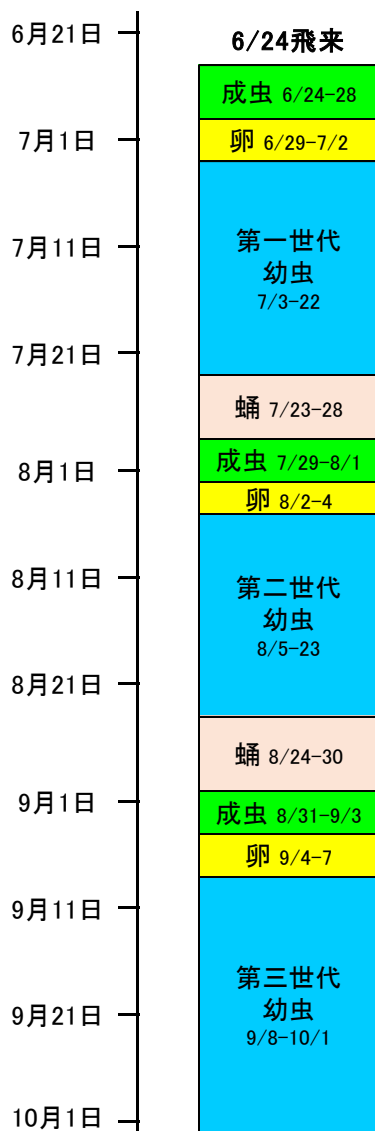 6月21日
7月1日
7月11日
7月21日
8月1日
8月11日
8月21日
9月1日
9月11日
9月21日
10月1日
6/24飛来
成虫 6/24-28
卵 6/29-7/2
第一世代
幼虫
7/3-22
蛹 7/23-28
成虫 7/29-8/1
卵 8/2-4
第二世代
幼虫
8/5-23
蛹 8/24-30
成虫 8/31-9/3
卵 9/4-7
第三世代
幼虫
9/8-10/1